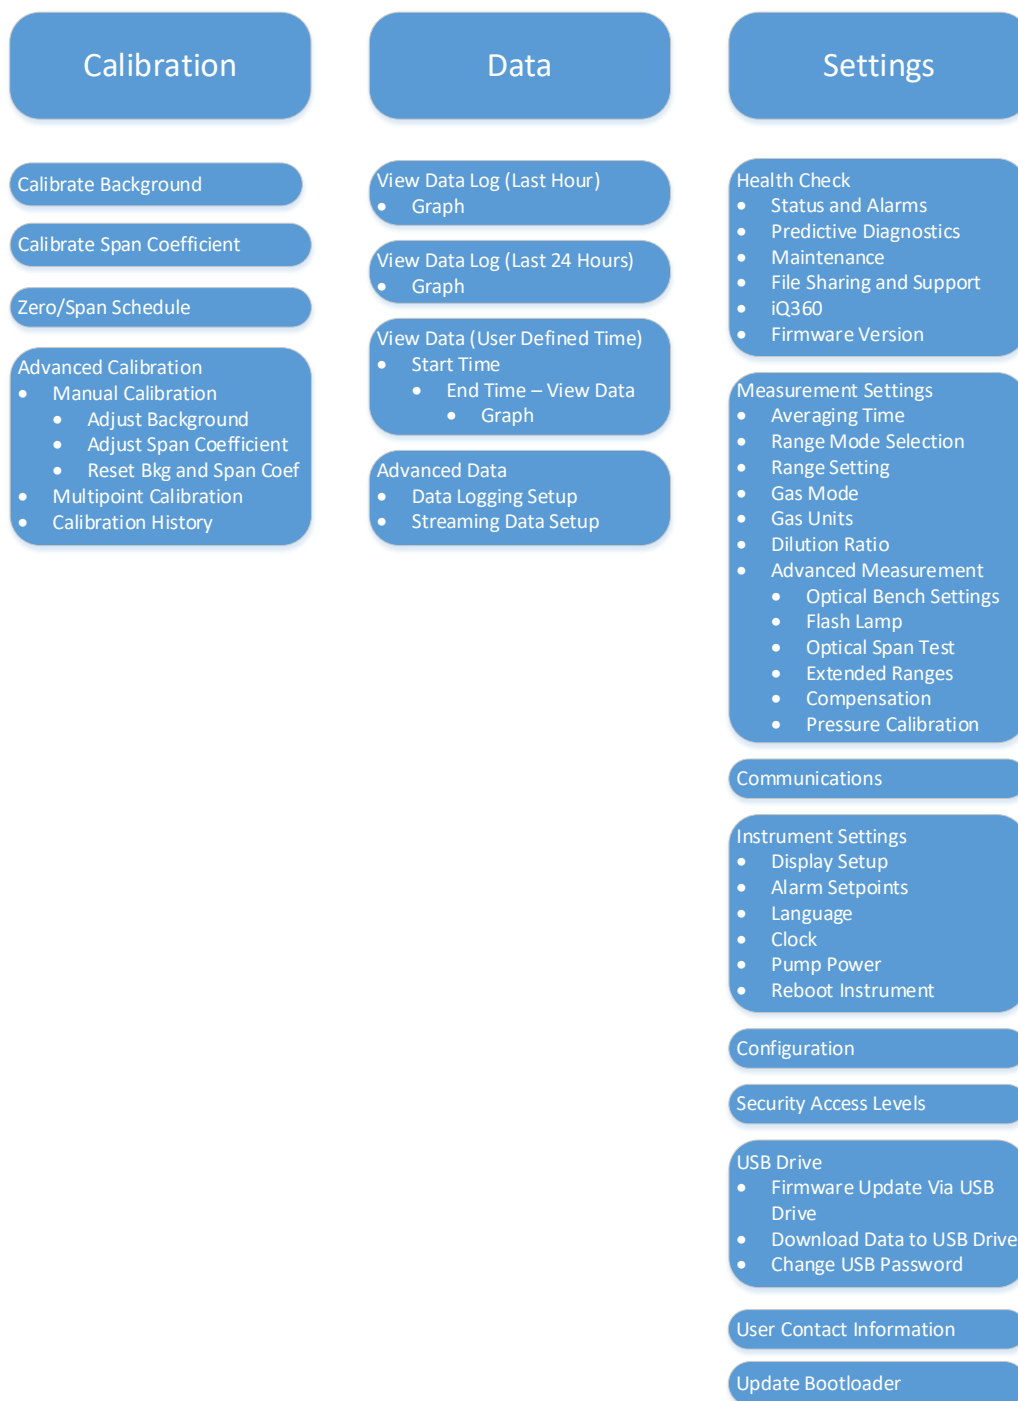 Calibration
Calibrate Background
Calibrate Span Coefficient
Zero/Span Schedule
Advanced Calibration
• Manual Calibration
• Adjust Background
• Adjust Span Coefficient
• Reset Bkg and Span Coef
• Multipoint Calibration
• Calibration History
Data
View Data Log (Last Hour)
• Graph
View Data Log (Last 24 Hours)
• Graph
View Data (User Defined Time)
• Start Time
• End Time – View Data
• Graph
Advanced Data
• Data Logging Setup
• Streaming Data Setup
Settings
Health Check
• Status and Alarms
• Predictive Diagnostics
• Maintenance
• File Sharing and Support
• iQ360
• Firmware Version
Measurement Settings
• Averaging Time
• Range Mode Selection
• Range Setting
• Gas Mode
• Gas Units
• Dilution Ratio
• Advanced Measurement
• Optical Bench Settings
• Flash Lamp
• Optical Span Test
• Extended Ranges
• Compensation
• Pressure Calibration
Communications
Instrument Settings
• Display Setup
• Alarm Setpoints
• Language
• Clock
• Pump Power
• Reboot Instrument
Configuration
Security Access Levels
USB Drive
• Firmware Update Via USB
Drive
• Download Data to USB Drive
• Change USB Password
User Contact Information
Update Bootloader